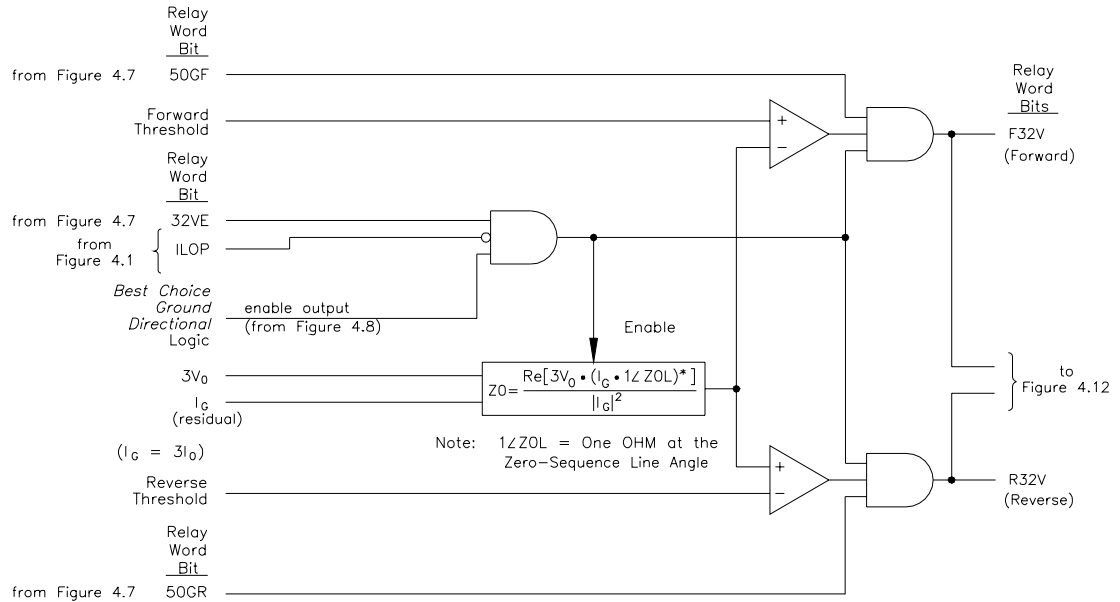 Relay
Word
Bit
from Figure 4.7 50GF
Forward
Threshold
Relay
Word
Bit
from Figure 4.7 32VE
from
Figure 4.1
ILOP
Best Choice
Ground
Directional
Logic
enable output
(from Figure 4.8)
Enable
3V0
IG
(residual)
Z0= Re[3V0 • (IG • 1∠Z0L)*]
|IG|2
(IG = 3I0)
Note: 1∠Z0L = One OHM at the
Zero-Sequence Line Angle
Reverse
Threshold
Relay
Word
Bit
from Figure 4.7 50GR
+
−
+
−
Relay
Word
Bits
F32V
(Forward)
to
Figure 4.12
R32V
(Reverse)